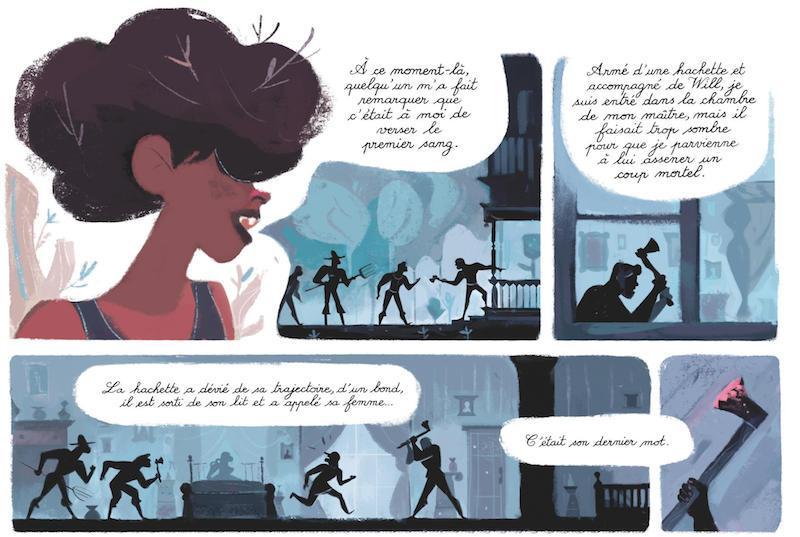 À ce moment-là,
quelqu'un m'a fait
remarquer que
c'était à moi de
verser le
premier sang.
Armé d'une hachette et
accompagné de Will, je
suis entré dans la chambre
de mon maître, mais il
faisait trop sombre
pour que je parvienne
à lui assener un
coup mortel.
La hachette a dévié de sa trajectoire, d'un bond,
il est sorti de son lit et a appelé sa femme...
C'était son dernier mot.